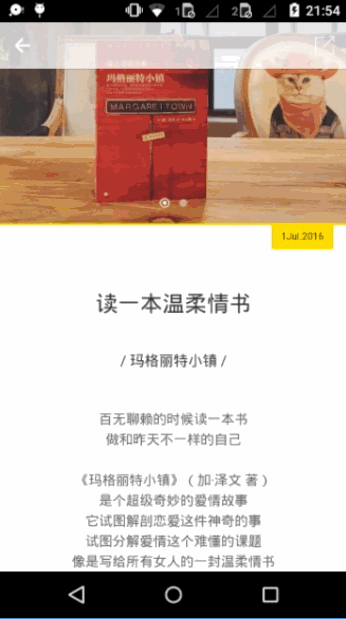 1
2
21:54
玛格丽特小镇
MARGARETTOWN
1Jul.2016
读一本温柔情书
/ 玛格丽特小镇 /
百无聊赖的时候读一本书
做和昨天不一样的自己
《玛格丽特小镇》（加·泽文 著）
是个超级奇妙的爱情故事
它试图解剖恋爱这件神奇的事
试图分解爱情这个难懂的课题
像是写给所有女人的一封温柔情书